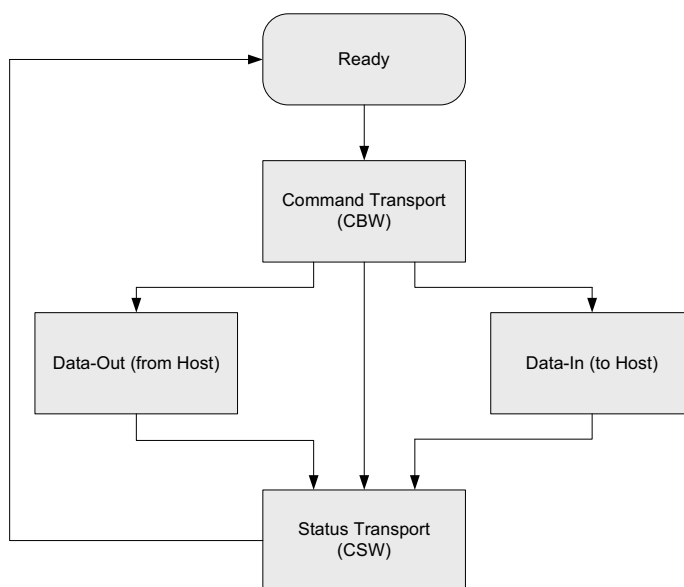 Ready
Command Transport
(CBW)
Data-Out (from Host)
Data-In (to Host)
Status Transport
(CSW)